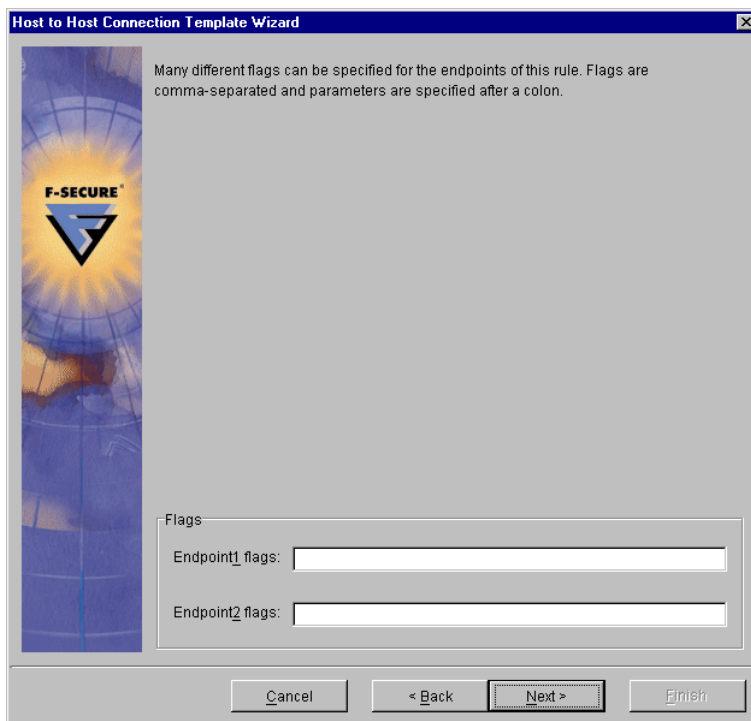 Host to Host Connection Template Wizard
Many different flags can be specified for the endpoints of this rule. Flags are
comma-separated and parameters are specified after a colon.
F-SECURE®
Flags
Endpoint1 flags:
Endpoint2 flags:
Cancel
< Back
Next >
Finish